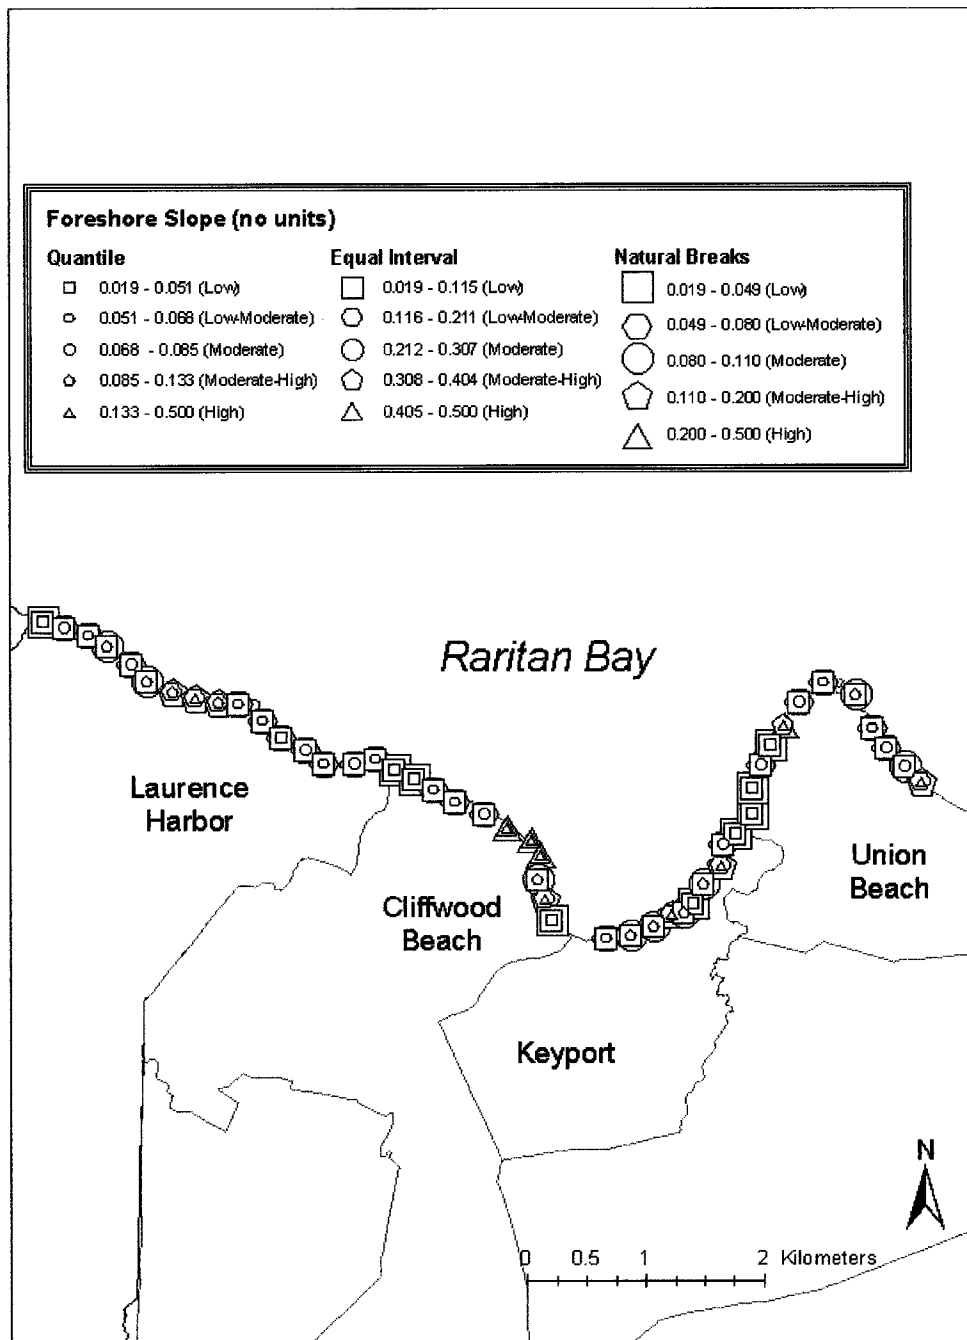 Foreshore Slope (no units)
Quantile
0.019 - 0.051 (Low)
0.051 - 0.068 (Low-Moderate)
0.068 - 0.085 (Moderate)
0.085 - 0.133 (Moderate-High)
0.133 - 0.500 (High)
Equal Interval
0.019 - 0.115 (Low)
0.116 - 0.211 (Low-Moderate)
0.212 - 0.307 (Moderate)
0.308 - 0.404 (Moderate-High)
0.405 - 0.500 (High)
Natural Breaks
0.019 - 0.049 (Low)
0.049 - 0.080 (Low-Moderate)
0.080 - 0.110 (Moderate)
0.110 - 0.200 (Moderate-High)
0.200 - 0.500 (High)
Raritan Bay
Laurence
Harbor
Cliffwood
Beach
Union
Beach
Keyport
N
0 0.5 1 2 Kilometers